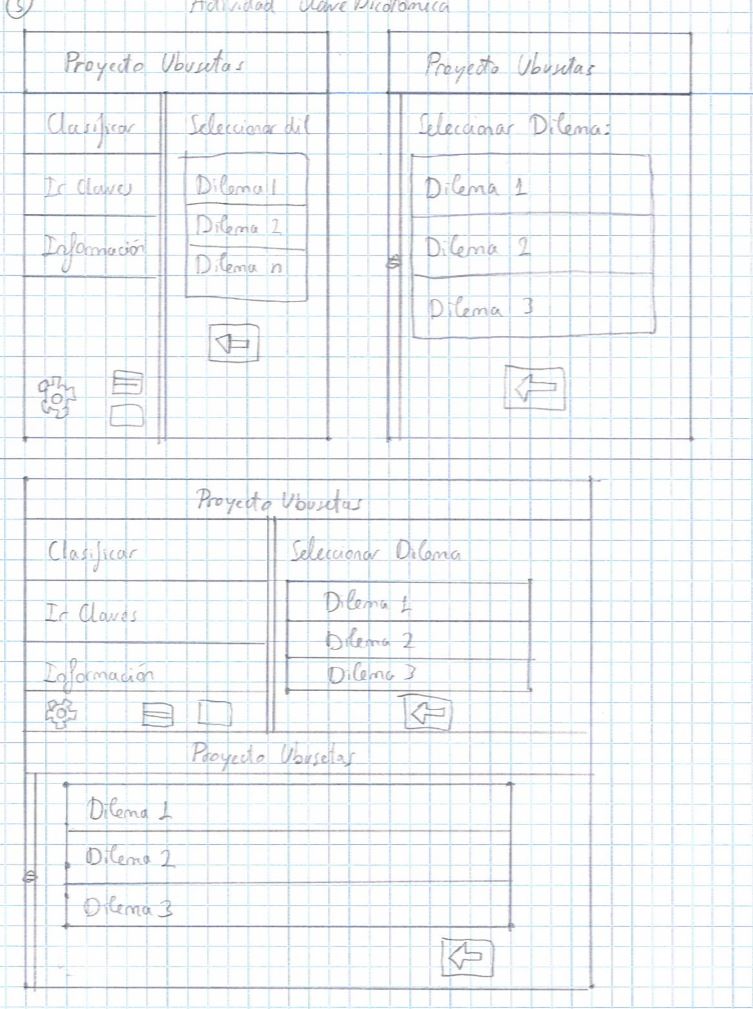 5
Actividad Clave Dicotómica
Proyecto Ubusetas
Clasificar
Ir Claves
Información
Seleccionar dil
Dilema 1
Dilema 2
Dilema n
Proyecto Ubusetas
Seleccionar Dilema:
Dilema 1
Dilema 2
Dilema 3
Proyecto Ubusetas
Clasificar
Ir Claves
Información
Seleccionar Dilema
Dilema 1
Dilema 2
Dilema 3
Proyecto Ubusetas
Dilema 1
Dilema 2
Dilema 3